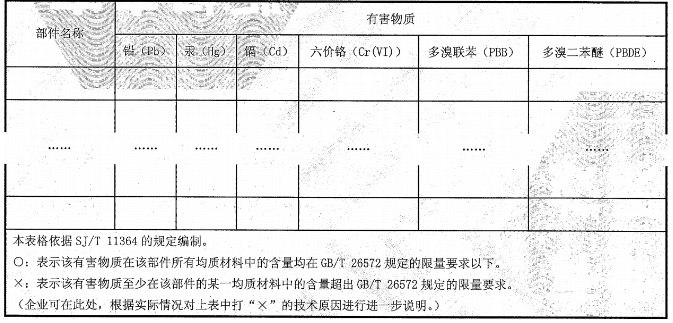 部件名称
有害物质
铅（Pb） 汞（Hg） 镉（Cd） 六价铬（Cr(VI)） 多溴联苯（PBB） 多溴二苯醚（PBDE）
…… …… …… …… …… …… ……
本表格依据 SJ/T 11364 的规定编制。
○：表示该有害物质在该部件所有均质材料中的含量均在 GB/T 26572 规定的限量要求以下。
×：表示该有害物质至少在该部件的某一均质材料中的含量超出 GB/T 26572 规定的限量要求。
（企业可在此处，根据实际情况对上表中打“×”的技术原因进行进一步说明。）